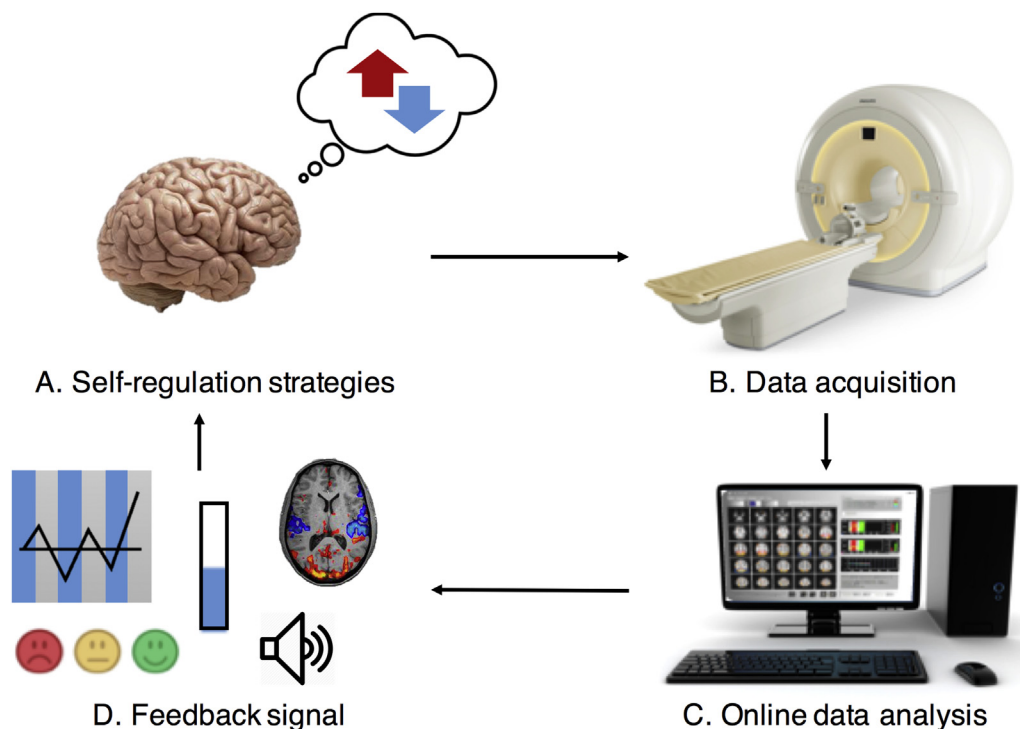 A. Self-regulation strategies
B. Data acquisition
D. Feedback signal
C. Online data analysis